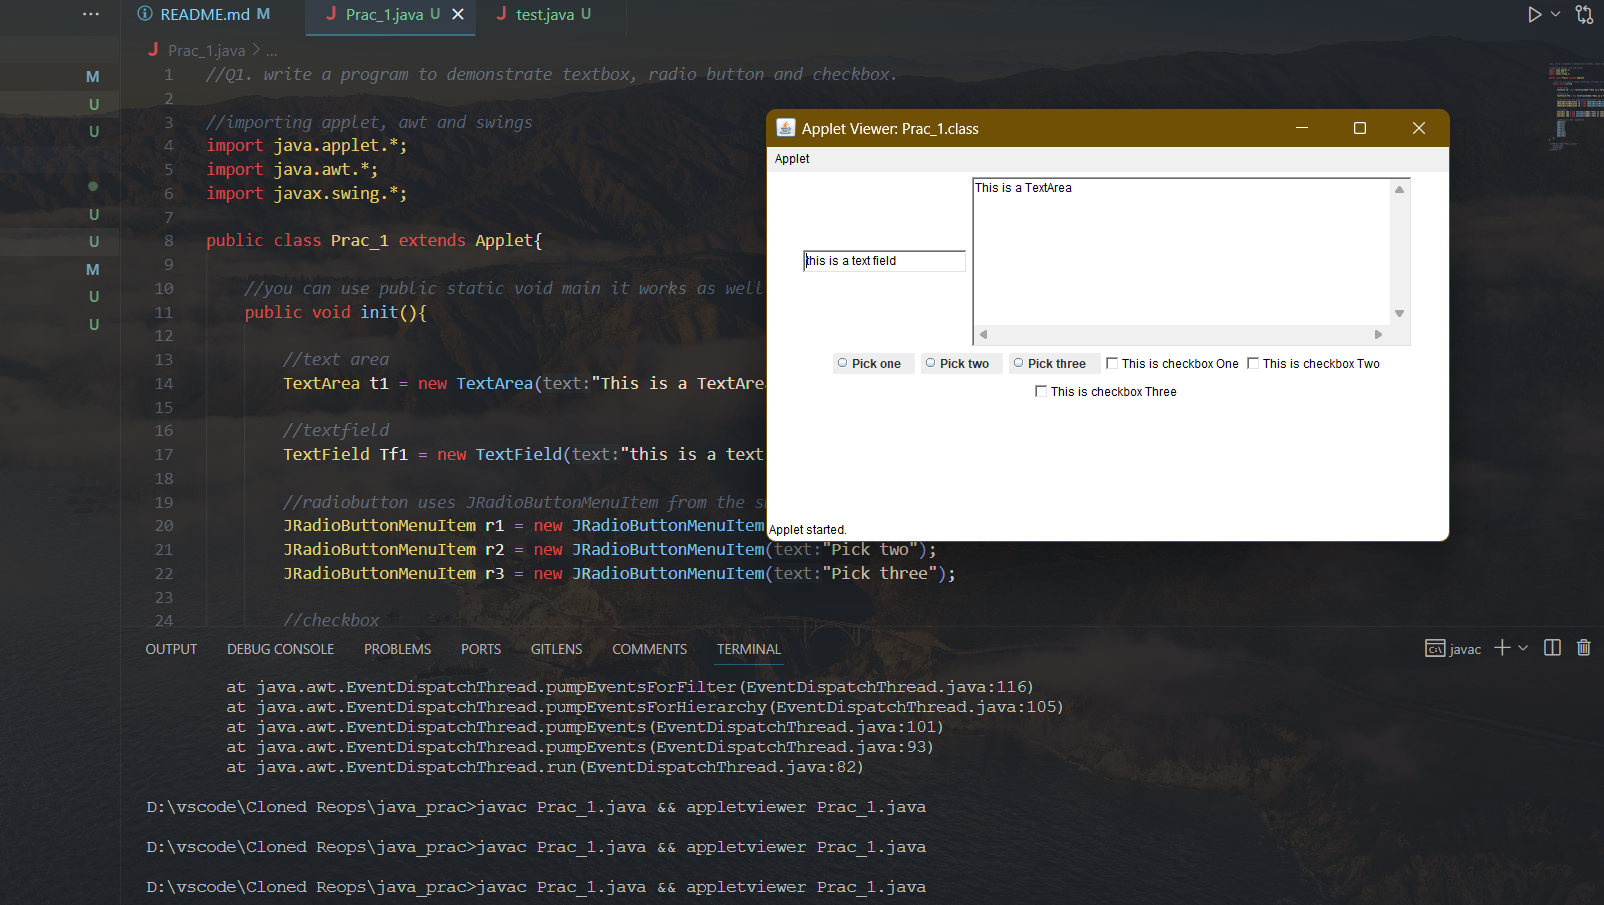 README.md M
Prac_1.java U
test.java U
Prac_1.java > ...
M
U
U
U
U
M
U
U
1 //Q1. write a program to demonstrate textbox, radio button and checkbox.
2
3 //importing applet, awt and swings
4 import java.applet.*;
5 import java.awt.*;
6 import javax.swing.*;
7
8 public class Prac_1 extends Applet{
9
10 //you can use public static void main it works as well
11 public void init(){
12
13 //text area
14 TextArea t1 = new TextArea(text:"This is a TextArea
15
16 //textfield
17 TextField Tf1 = new TextField(text:"this is a text
18
19 //radiobutton uses JRadioButtonMenuItem from the
20 JRadioButtonMenuItem r1 = new JRadioButtonMenuItem
21 JRadioButtonMenuItem r2 = new JRadioButtonMenuItem(text:"Pick two");
22 JRadioButtonMenuItem r3 = new JRadioButtonMenuItem(text:"Pick three");
23
24 //checkbox
Applet Viewer: Prac_1.class
Applet
This is a TextArea
this is a text field
Pick one Pick two Pick three This is checkbox One This is checkbox Two
This is checkbox Three
Applet started.
OUTPUT DEBUG CONSOLE PROBLEMS PORTS GITLENS COMMENTS TERMINAL
javac
at java.awt.EventDispatchThread.pumpEventsForFilter(EventDispatchThread.java:116)
at java.awt.EventDispatchThread.pumpEventsForHierarchy(EventDispatchThread.java:105)
at java.awt.EventDispatchThread.pumpEvents(EventDispatchThread.java:101)
at java.awt.EventDispatchThread.pumpEvents(EventDispatchThread.java:93)
at java.awt.EventDispatchThread.run(EventDispatchThread.java:82)
D:\vscode\Cloned Reops\java_prac>javac Prac_1.java && appletviewer Prac_1.java
D:\vscode\Cloned Reops\java_prac>javac Prac_1.java && appletviewer Prac_1.java
D:\vscode\Cloned Reops\java_prac>javac Prac_1.java && appletviewer Prac_1.java